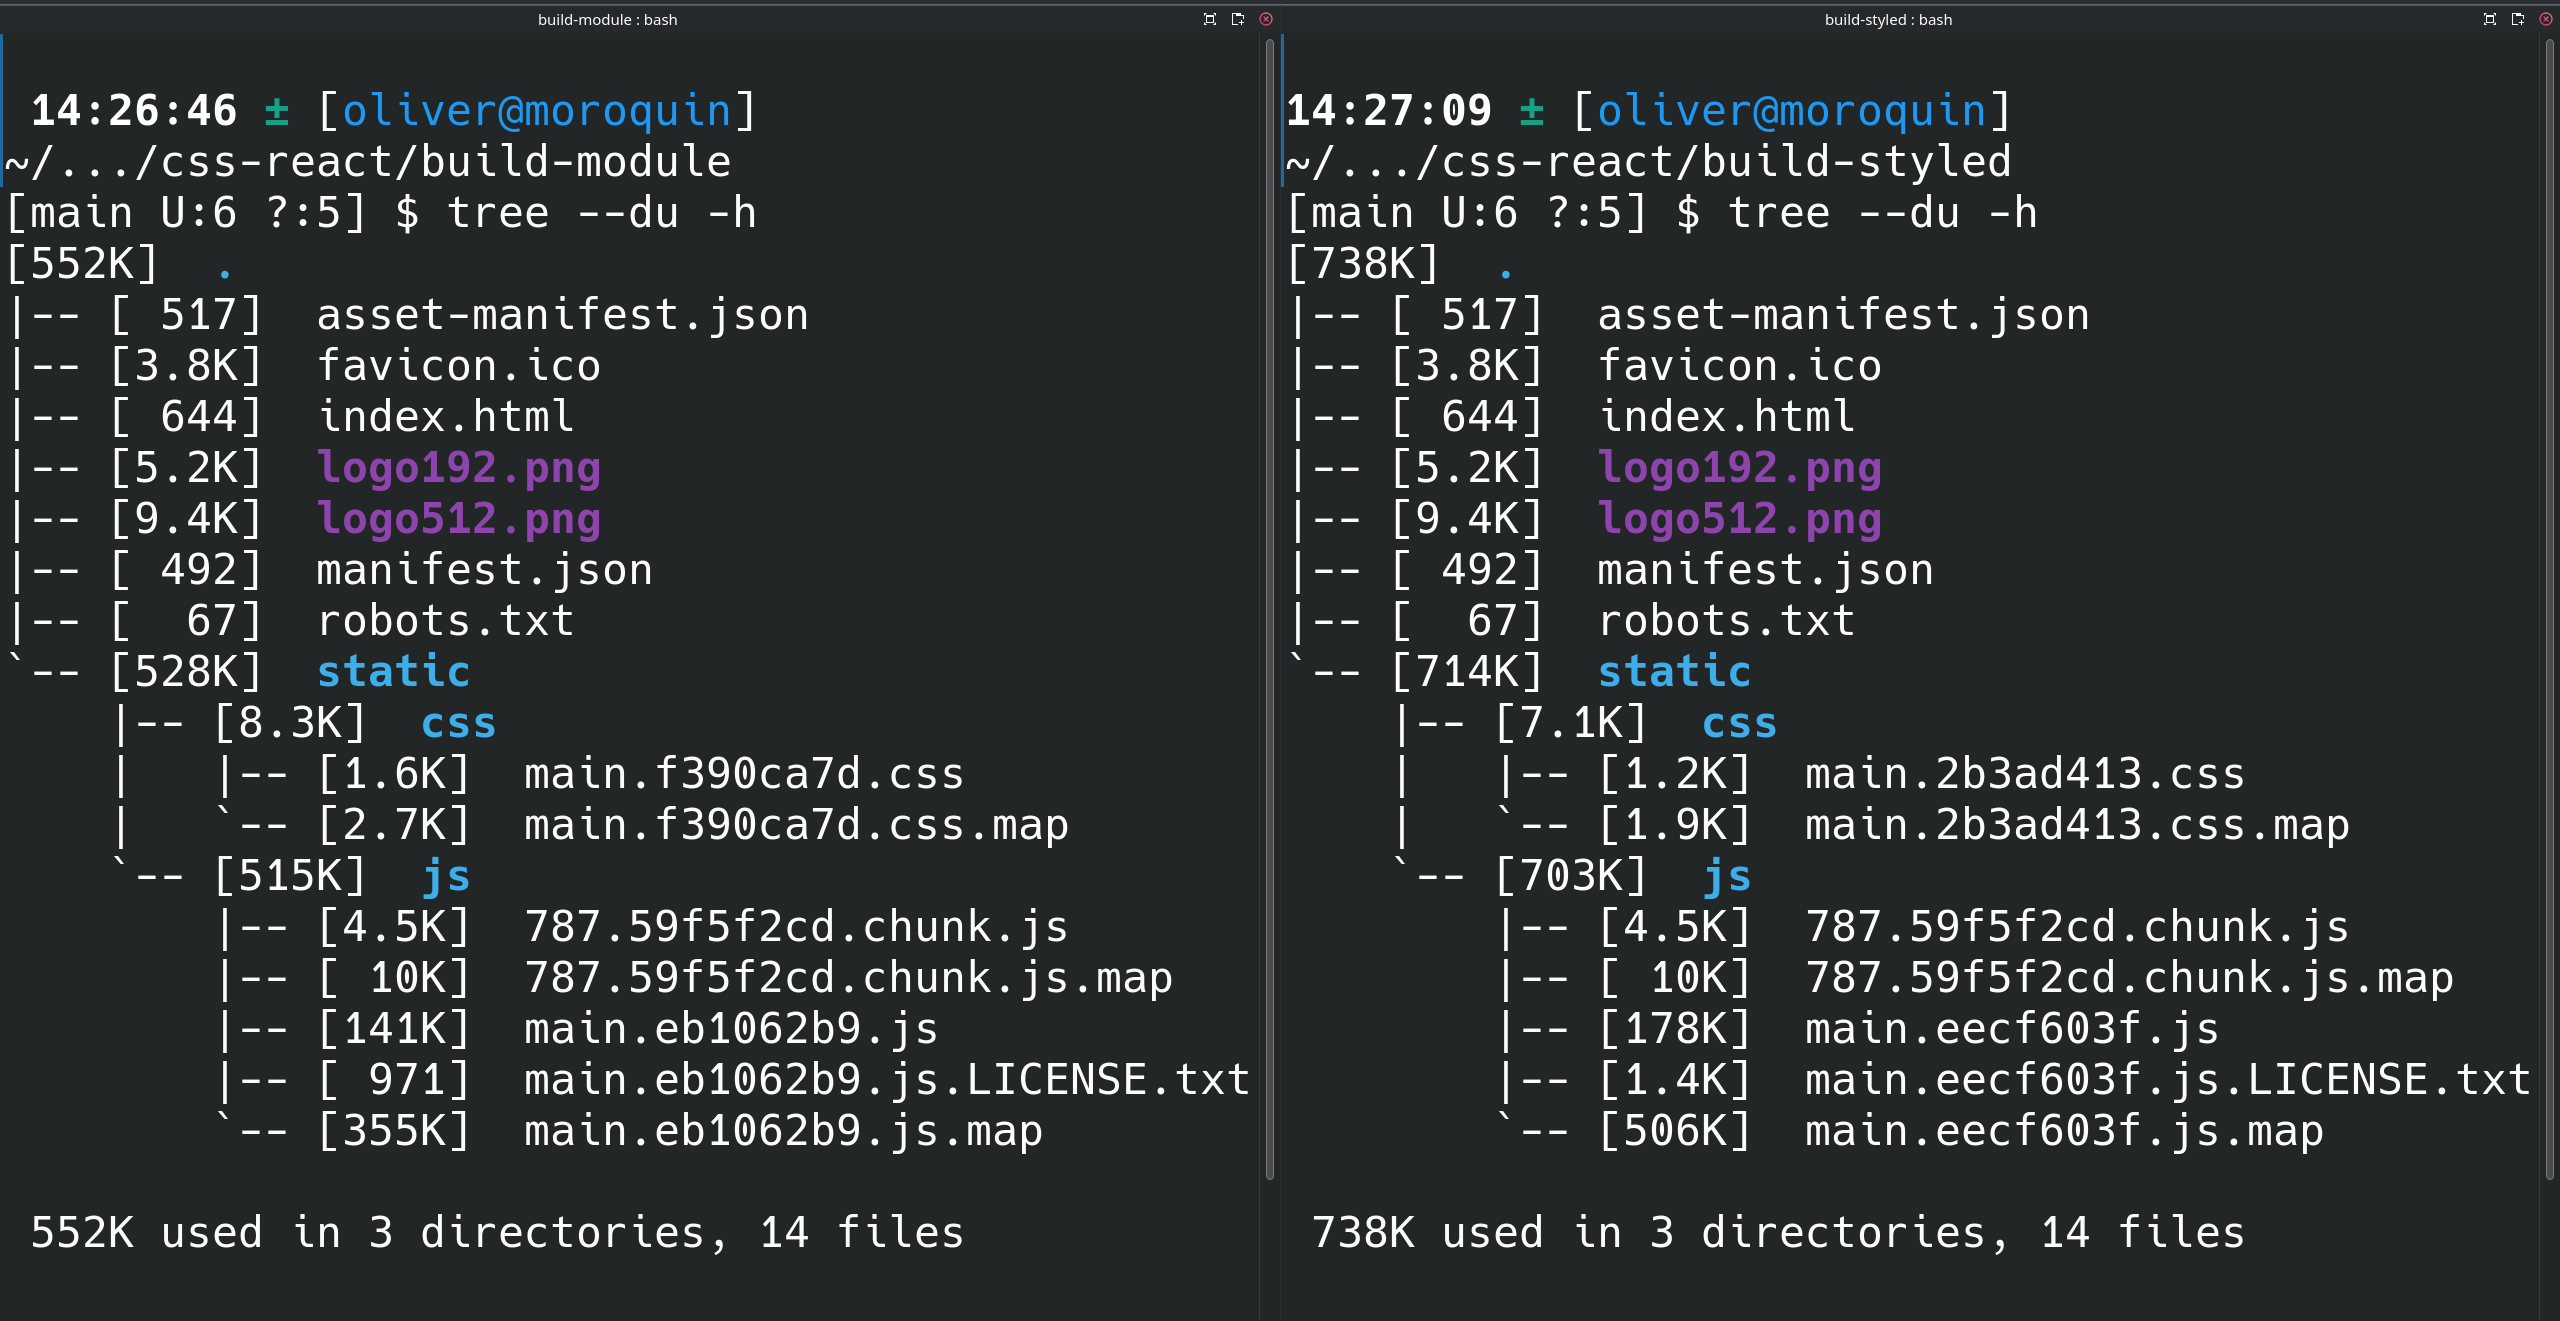 build-module : bash
14:26:46 ± [oliver@moroquin]
~/.../css-react/build-module
[main U:6 ?:5] $ tree --du -h
[552K]  .
|-- [ 517]  asset-manifest.json
|-- [3.8K]  favicon.ico
|-- [ 644]  index.html
|-- [5.2K]  logo192.png
|-- [9.4K]  logo512.png
|-- [ 492]  manifest.json
|-- [  67]  robots.txt
`-- [528K]  static
    |-- [8.3K]  css
    |   |-- [1.6K]  main.f390ca7d.css
    |   `-- [2.7K]  main.f390ca7d.css.map
    `-- [515K]  js
        |-- [4.5K]  787.59f5f2cd.chunk.js
        |-- [ 10K]  787.59f5f2cd.chunk.js.map
        |-- [141K]  main.eb1062b9.js
        |-- [ 971]  main.eb1062b9.js.LICENSE.txt
        `-- [355K]  main.eb1062b9.js.map
552K used in 3 directories, 14 files
build-styled : bash
14:27:09 ± [oliver@moroquin]
~/.../css-react/build-styled
[main U:6 ?:5] $ tree --du -h
[738K]  .
|-- [ 517]  asset-manifest.json
|-- [3.8K]  favicon.ico
|-- [ 644]  index.html
|-- [5.2K]  logo192.png
|-- [9.4K]  logo512.png
|-- [ 492]  manifest.json
|-- [  67]  robots.txt
`-- [714K]  static
    |-- [7.1K]  css
    |   |-- [1.2K]  main.2b3ad413.css
    |   `-- [1.9K]  main.2b3ad413.css.map
    `-- [703K]  js
        |-- [4.5K]  787.59f5f2cd.chunk.js
        |-- [ 10K]  787.59f5f2cd.chunk.js.map
        |-- [178K]  main.eecf603f.js
        |-- [1.4K]  main.eecf603f.js.LICENSE.txt
        `-- [506K]  main.eecf603f.js.map
738K used in 3 directories, 14 files